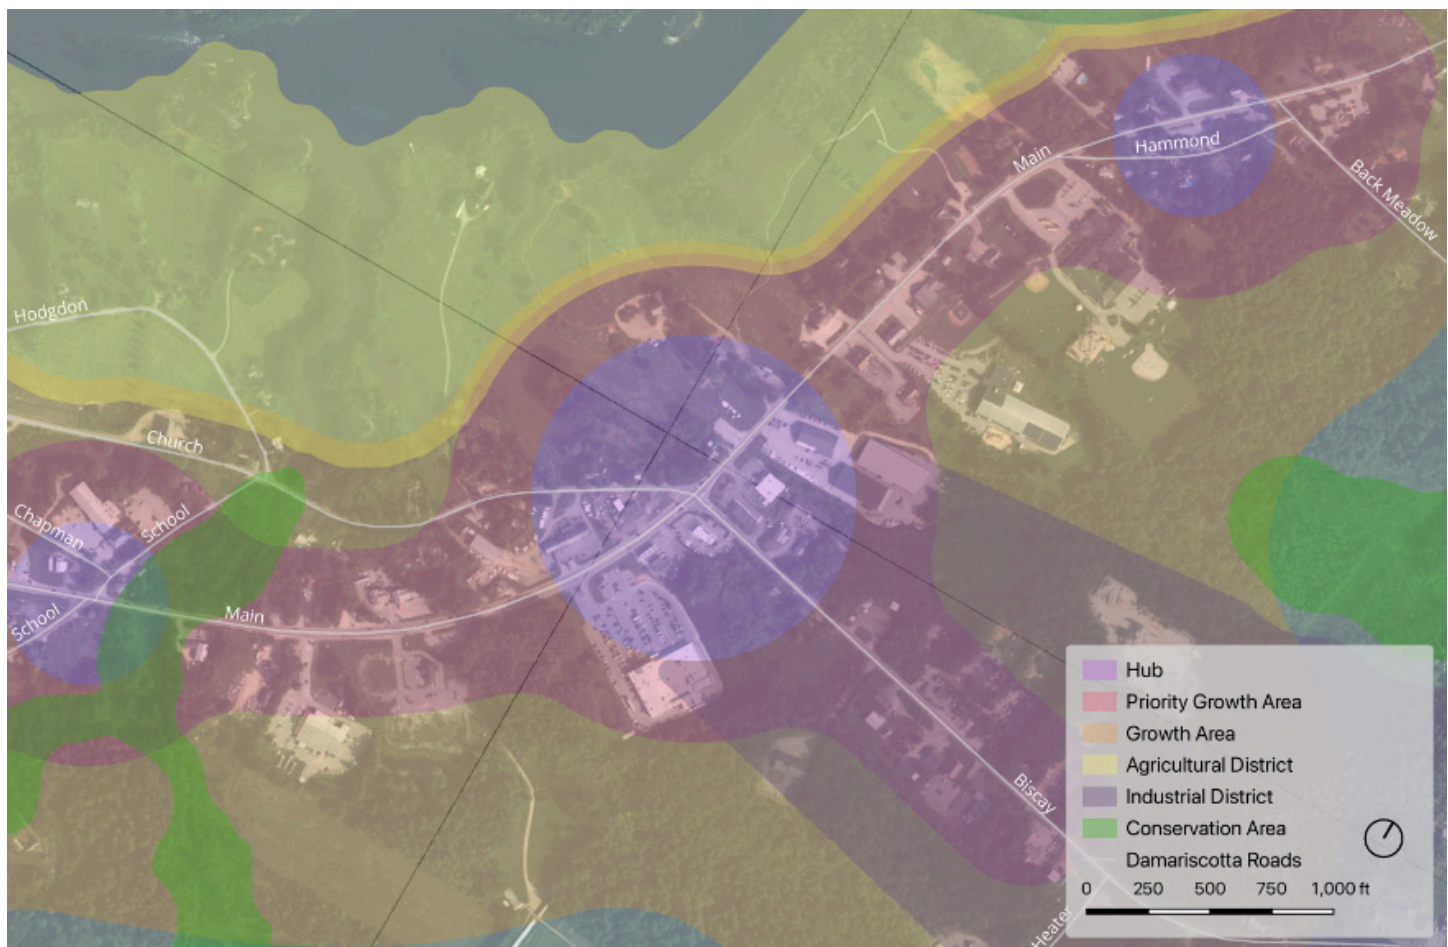 Main
Hammond
Back Meadow
Hodgdon
Church
Chapman
School
School
Main
Biscay
Heater
Hub
Priority Growth Area
Growth Area
Agricultural District
Industrial District
Conservation Area
Damariscotta Roads
0 250 500 750 1,000 ft